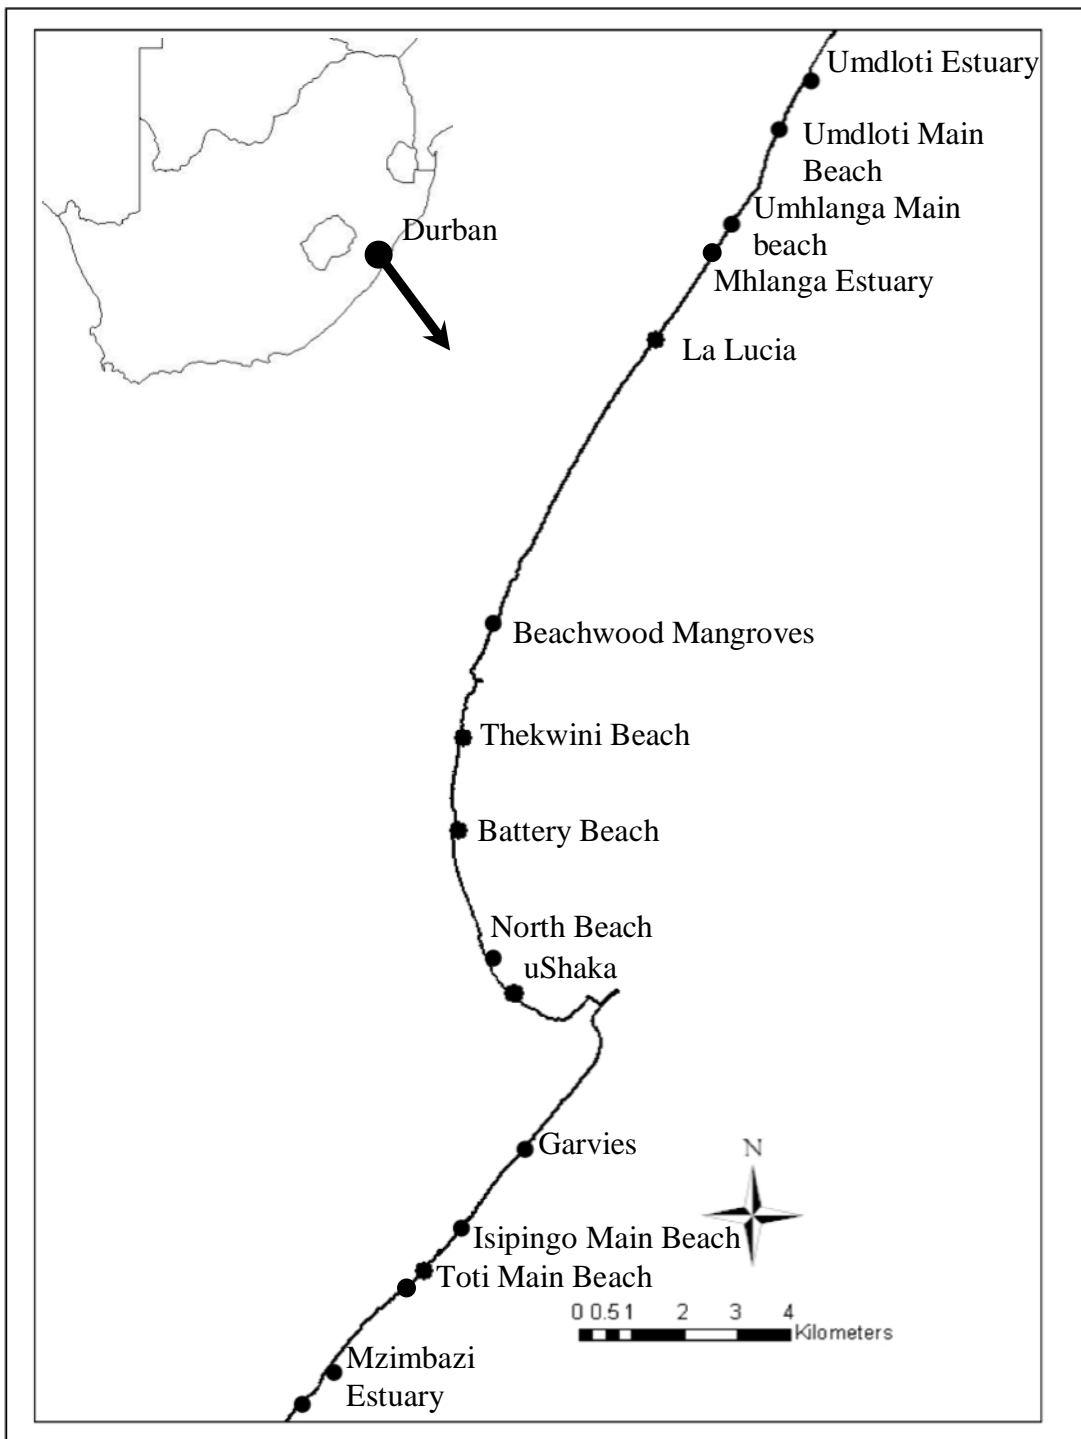 Umdloti Estuary
Umdloti Main
Beach
Umhlanga Main
beach
Durban
Mhlanga Estuary
La Lucia
Beachwood Mangroves
Thekwini Beach
Battery Beach
North Beach
uShaka
Garvies
N
Isipingo Main Beach
Toti Main Beach
0 0.5 1 2 3 4
Kilometers
Mzimbazi
Estuary